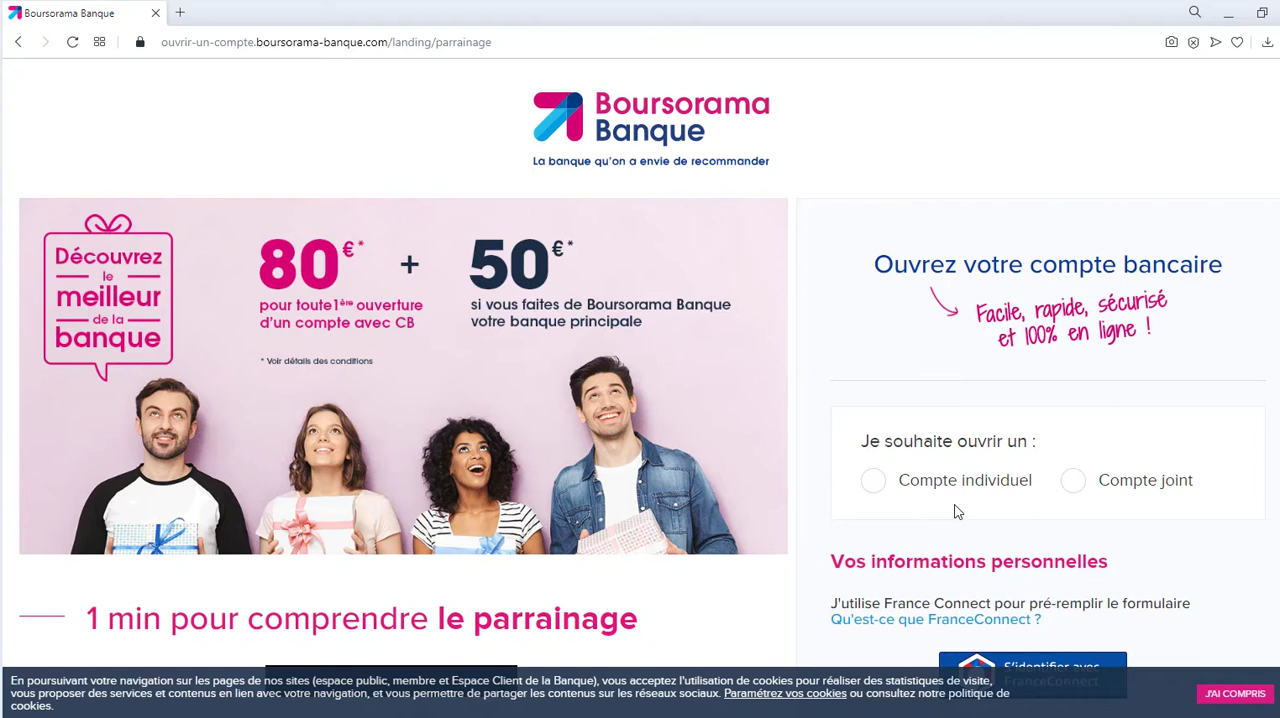 Boursorama Banque
ouvrir-un-compte.boursorama-banque.com/landing/parrainage
Boursorama
Banque
La banque qu'on a envie de recommander
Découvrez
le
meilleur
de la
banque
80€* + 50€*
pour toute 1ère ouverture
d'un compte avec CB
si vous faites de Boursorama Banque
votre banque principale
* Voir détails des conditions
1 min pour comprendre le parrainage
Ouvrez votre compte bancaire
Facile, rapide, sécurisé
et 100% en ligne !
Je souhaite ouvrir un :
Compte individuel
Compte joint
Vos informations personnelles
J'utilise France Connect pour pré-remplir le formulaire
Qu'est-ce que FranceConnect ?
S'identifier avec
FranceConnect
En poursuivant votre navigation sur les pages de nos sites (espace public, membre et Espace Client de la Banque), vous acceptez l'utilisation de cookies pour réaliser des statistiques de visite,
vous proposer des services et contenus en lien avec votre navigation, et vous permettre de partager les contenus sur les réseaux sociaux. Paramétrez vos cookies ou consultez notre politique de
cookies.
J'AI COMPRIS